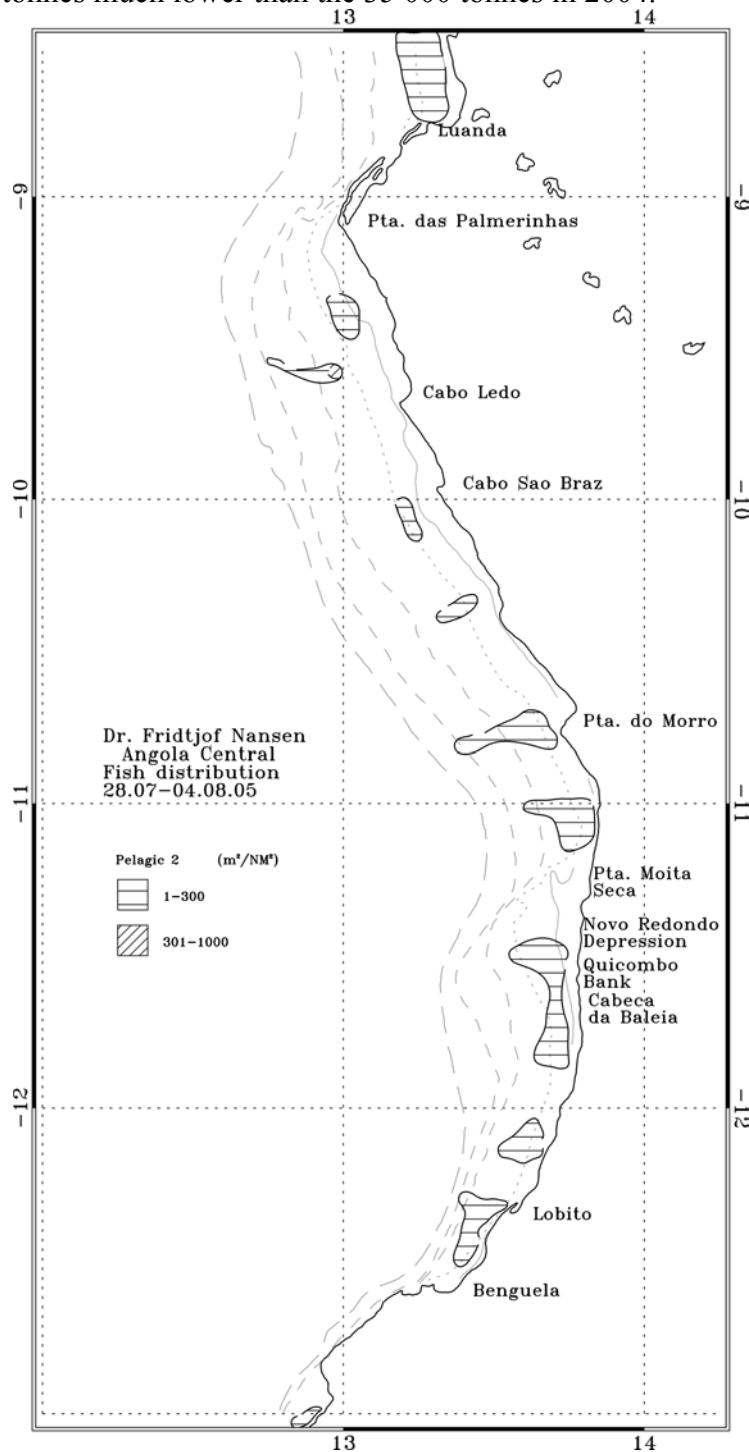 tonnes much lower than the 35 000 tonnes in 2004.
13 14
Luanda
-9 -9
Pta. das Palmerinhas
Cabo Ledo
Cabo Sao Braz
-10 -10
Pta. do Morro
Dr. Fridtjof Nansen
Angola Central
Fish distribution
28.07-04.08.05
-11 -11
Pelagic 2 (m²/NM²)
1-300
301-1000
Pta. Moita
Seca
Novo Redondo
Depression
Quicombo
Bank
Cabeca
da Baleia
-12 -12
Lobito
Benguela
13 14